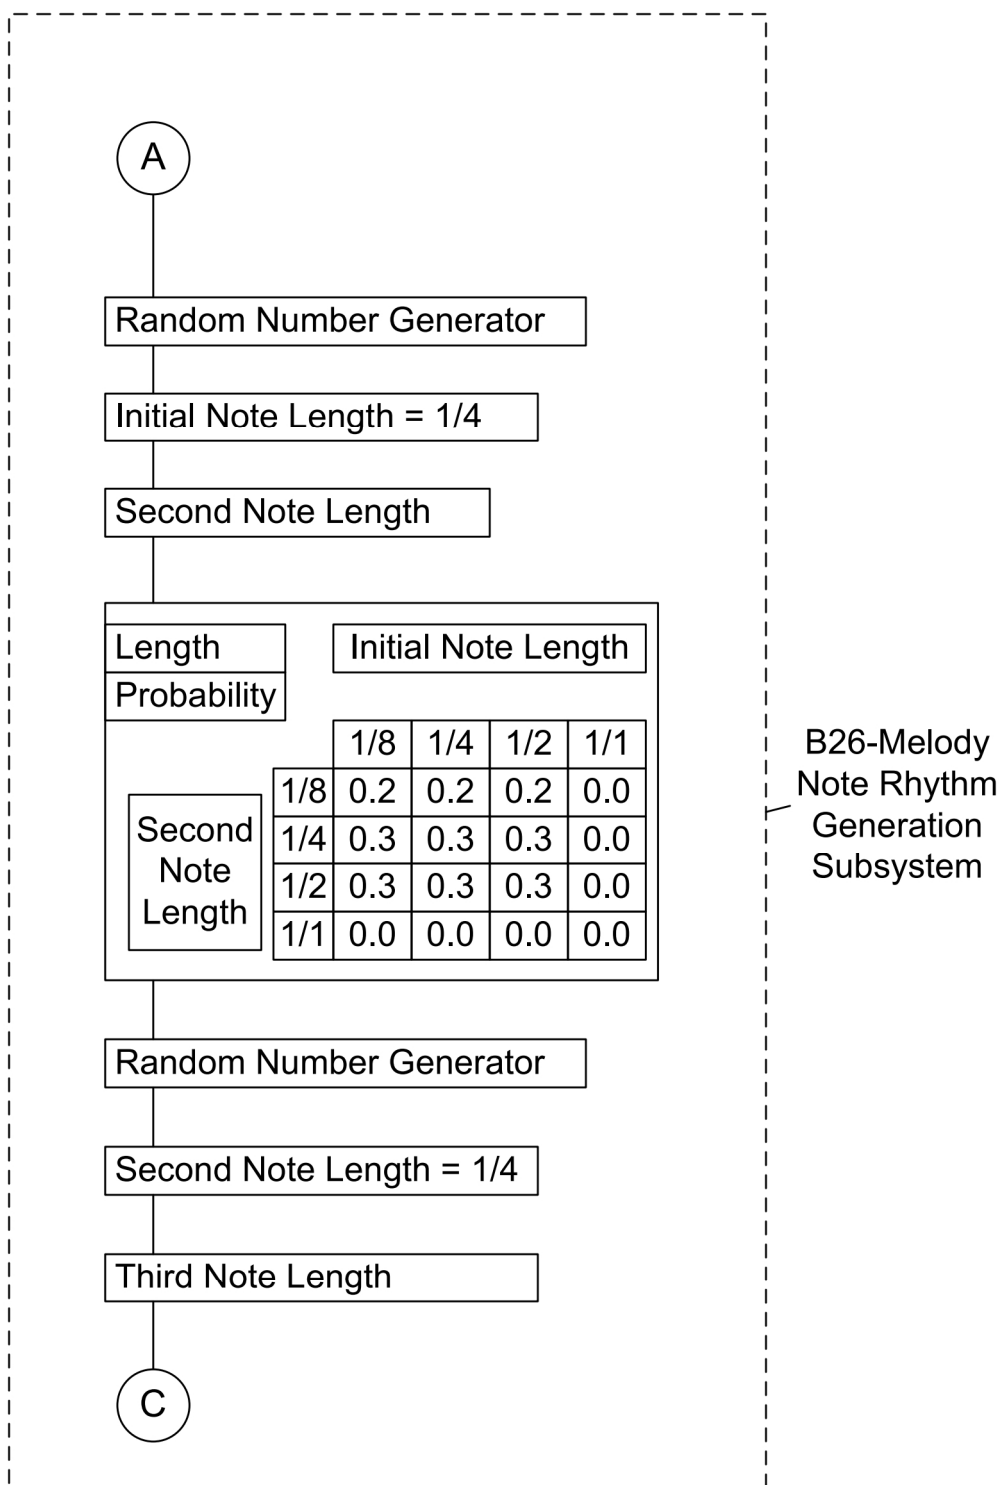 A
Random Number Generator
Initial Note Length = 1/4
Second Note Length
Length
Initial Note Length
Probability
1/8 1/4 1/2 1/1
1/8 0.2 0.2 0.2 0.0
1/4 0.3 0.3 0.3 0.0
1/2 0.3 0.3 0.3 0.0
1/1 0.0 0.0 0.0 0.0
Second
Note
Length
Random Number Generator
Second Note Length = 1/4
Third Note Length
C
B26-Melody
Note Rhythm
Generation
Subsystem